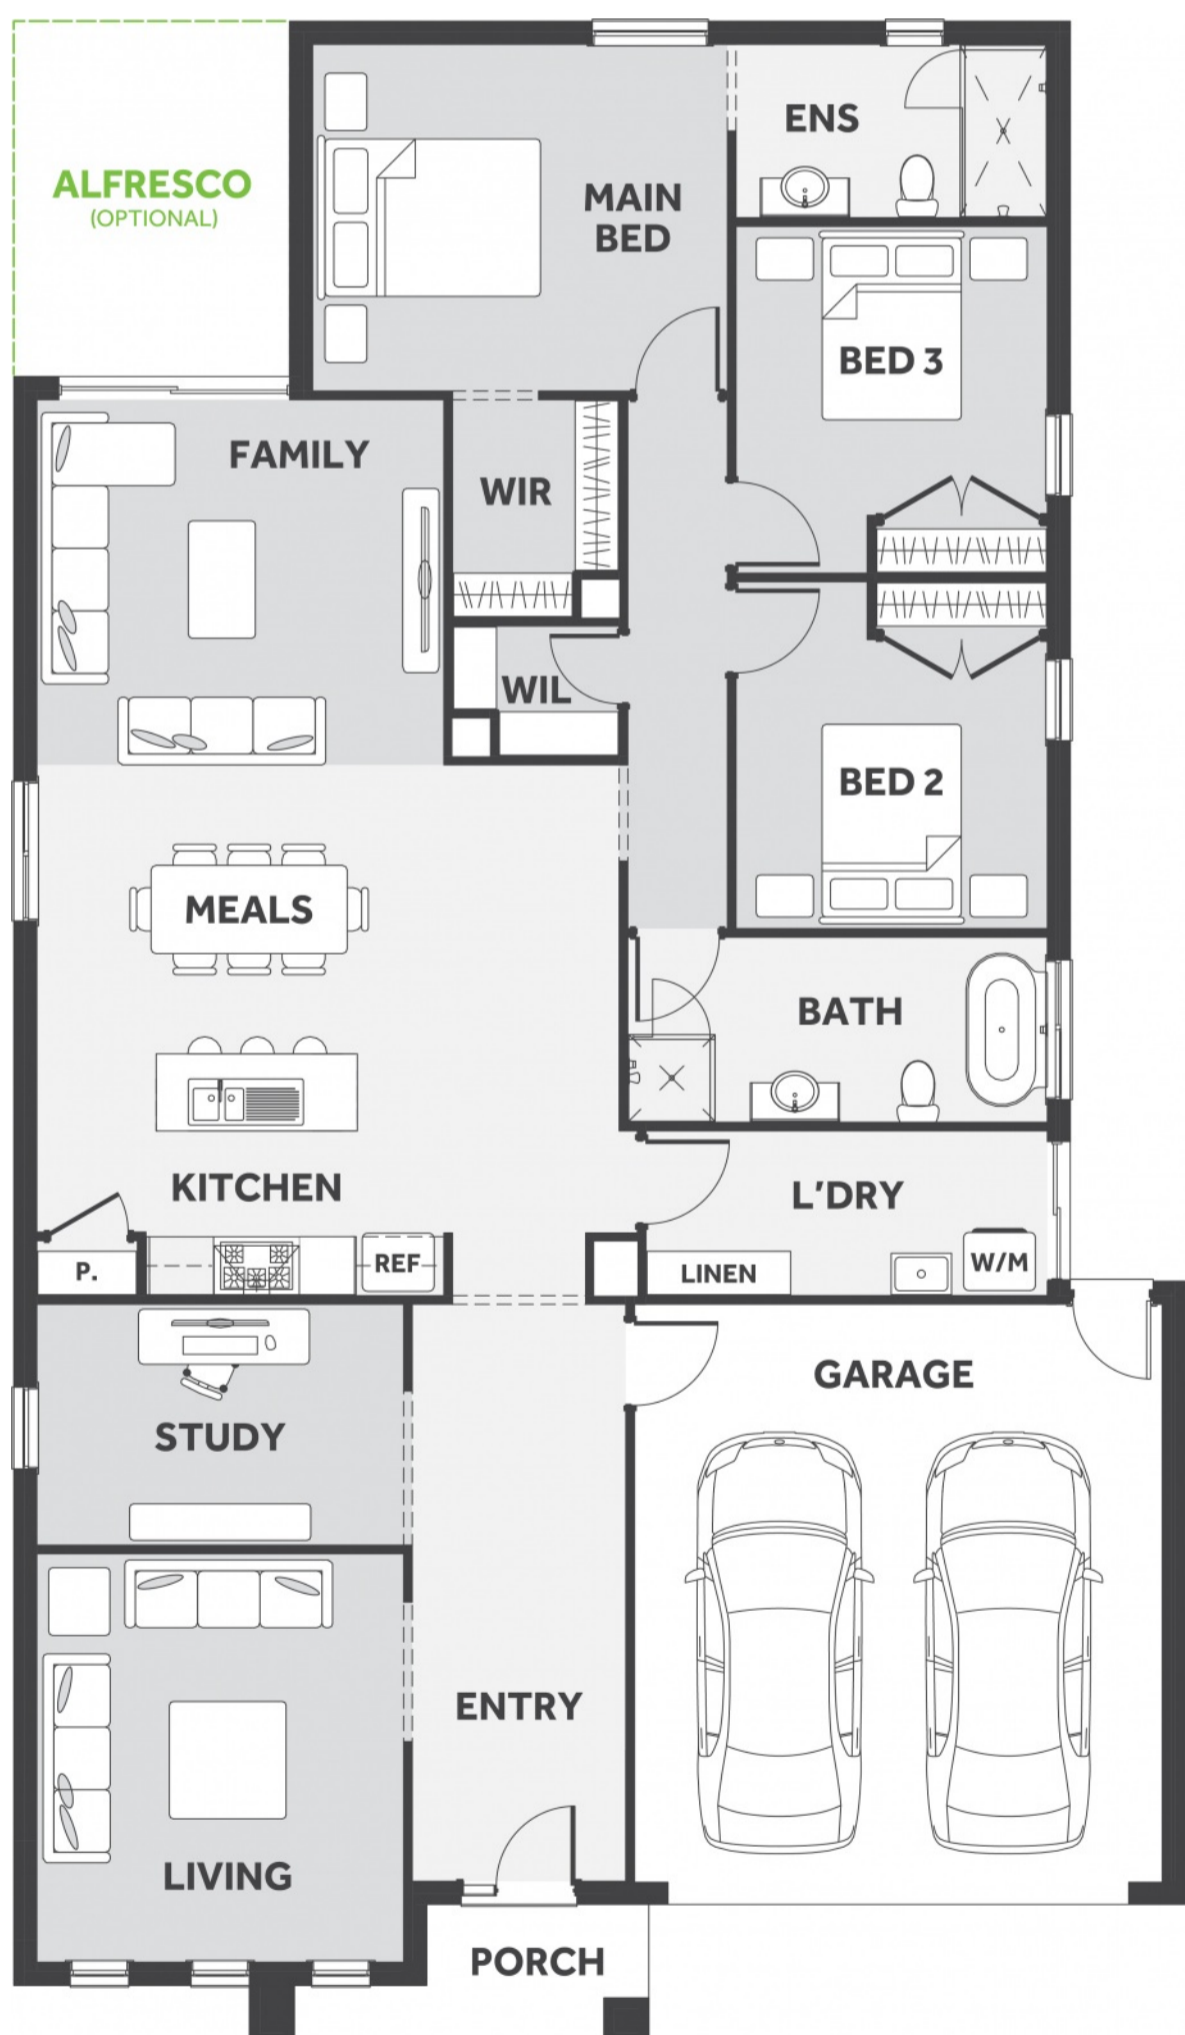 ENS
ALFRESCO
(OPTIONAL)
MAIN
BED
BED 3
FAMILY
WIR
WIL
BED 2
MEALS
BATH
KITCHEN
L'DRY
P.
REF
LINEN
W/M
GARAGE
STUDY
ENTRY
LIVING
PORCH